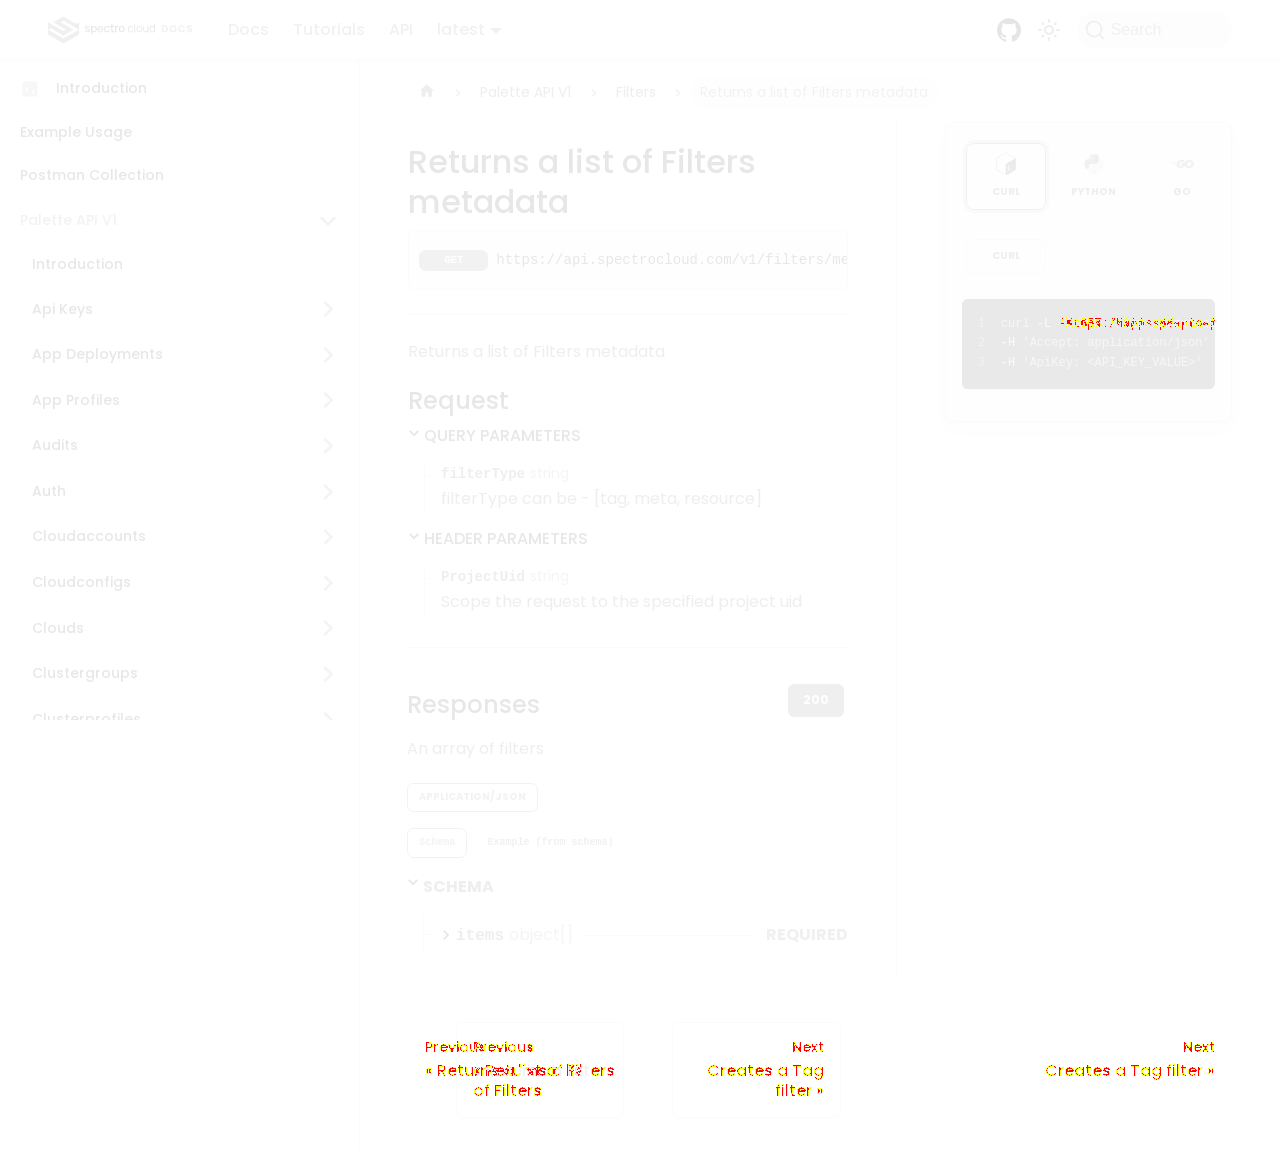 spectro cloud DOCS
Docs
Tutorials
API
latest
Search
Introduction
Example Usage
Postman Collection
Palette API V1
Introduction
Api Keys
App Deployments
App Profiles
Audits
Auth
Cloudaccounts
Cloudconfigs
Clouds
Clustergroups
Clusterprofiles
Palette API V1
Filters
Returns a list of Filters metadata
Returns a list of Filters
metadata
GET https://api.spectrocloud.com/v1/filters/me
Returns a list of Filters metadata
Request
QUERY PARAMETERS
filterType string
filterType can be - [tag, meta, resource]
HEADER PARAMETERS
ProjectUid string
Scope the request to the specified project uid
Responses
200
An array of filters
APPLICATION/JSON
Schema
Example (from schema)
SCHEMA
items object[]
REQUIRED
CURL
PYTHON
GO
CURL
1 curl -L
2 -H 'Accept: application/json'
3 -H 'ApiKey: <API_KEY_VALUE>'
Previous
Previous
« Returns
of Filters
Next
Creates a Tag
filter »
Next
Creates a Tag filter »